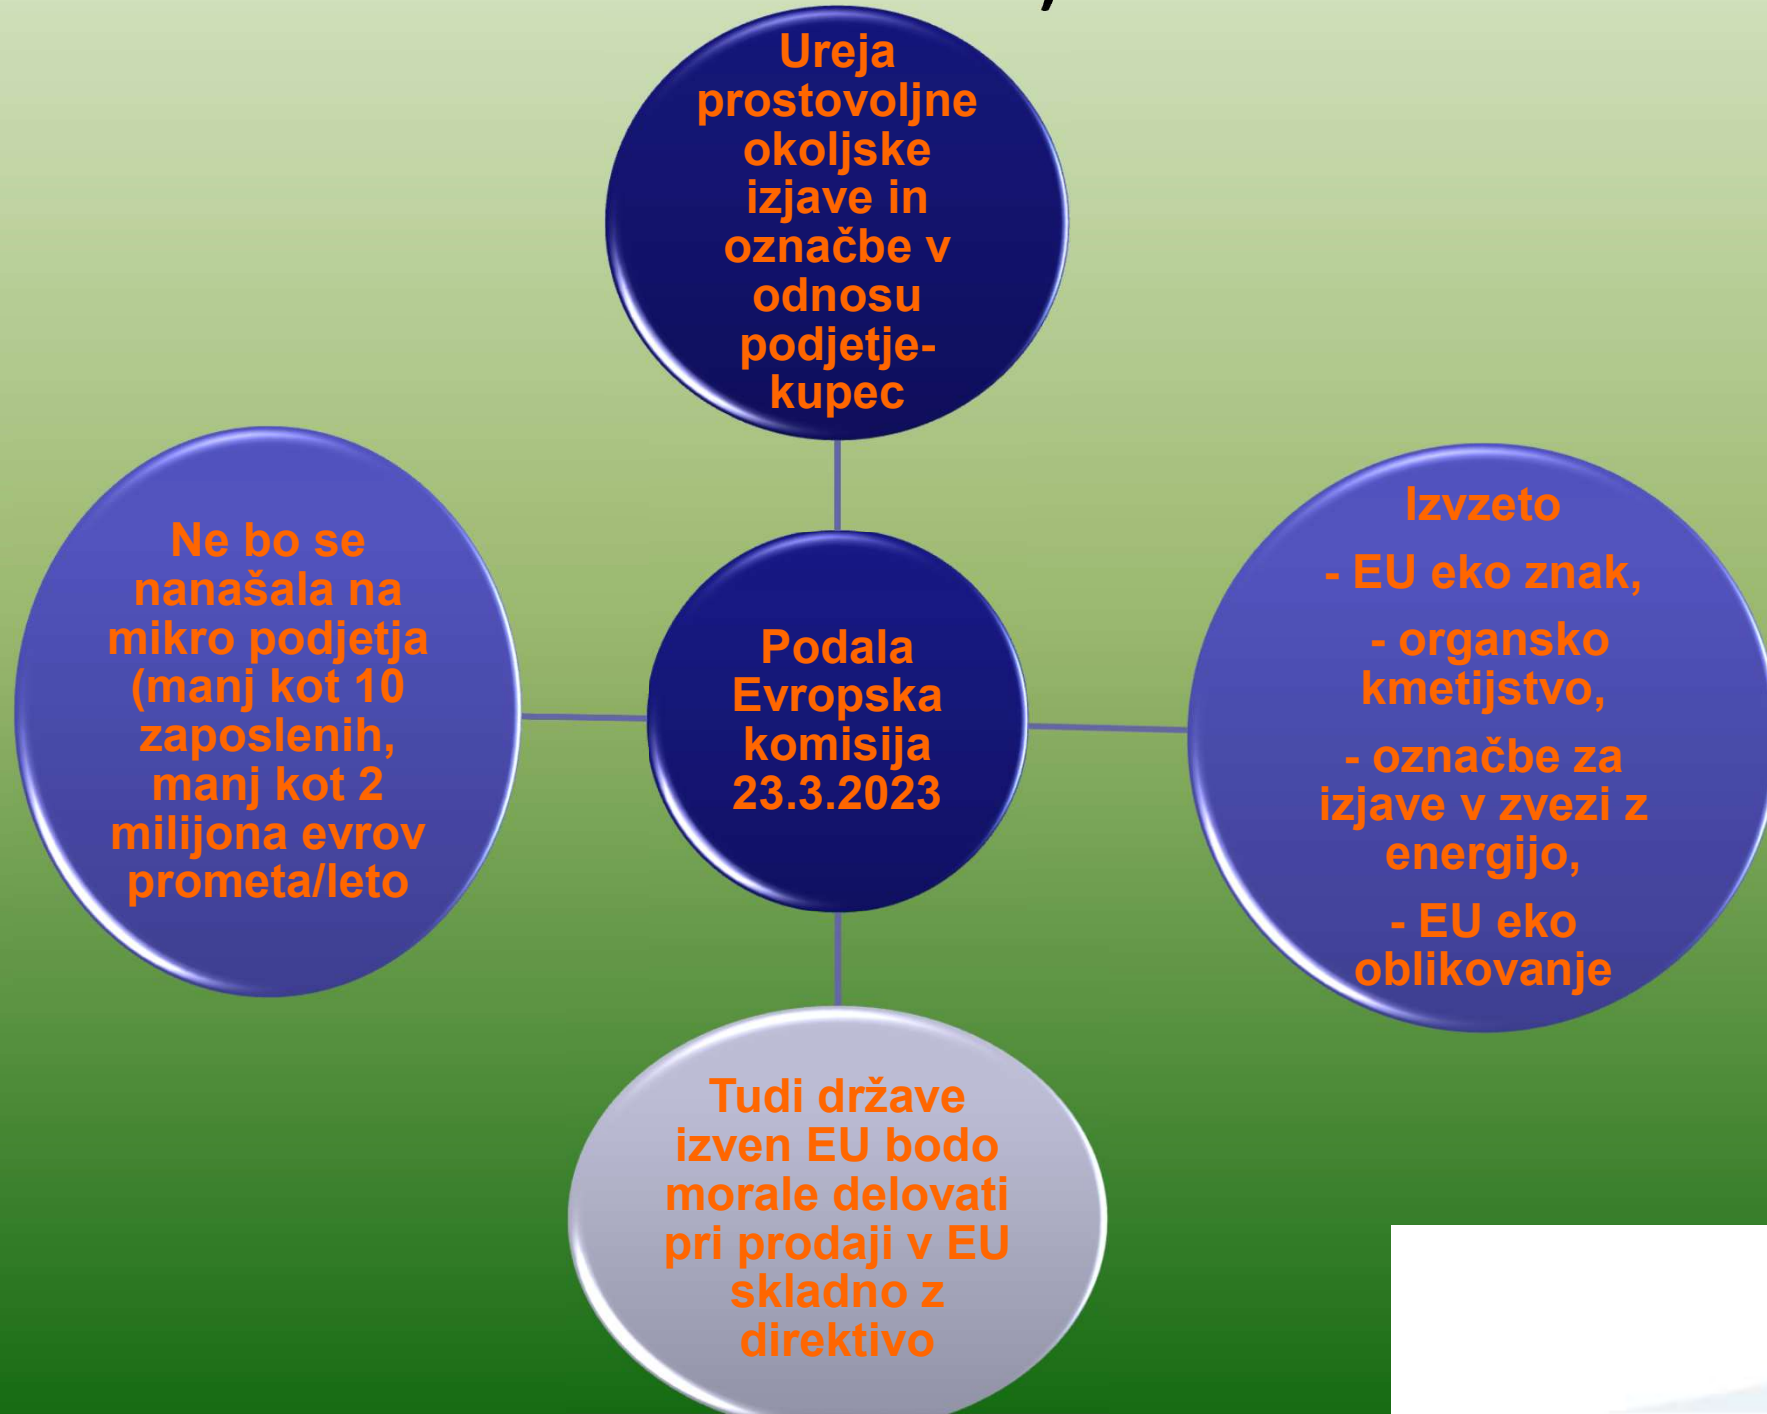 Ureja
prostovoljne
okoljske
izjave in
označbe v
odnosu
podjetje-
kupec
Ne bo se
nanašala na
mikro podjetja
(manj kot 10
zaposlenih,
manj kot 2
milijona evrov
prometa/leto
Podala
Evropska
komisija
23.3.2023
Izvzeto
- EU eko znak,
- organsko
kmetijstvo,
- označbe za
izjave v zvezi z
energijo,
- EU eko
oblikovanje
Tudi države
izven EU bodo
morale delovati
pri prodaji v EU
skladno z
direktivo